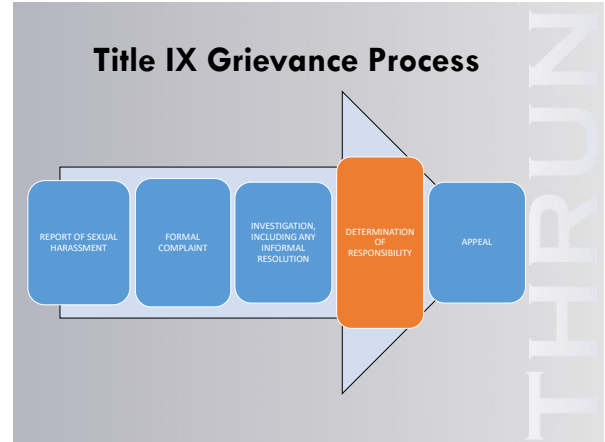 Title IX Grievance Process
REPORT OF SEXUAL
HARASSMENT
FORMAL
COMPLAINT
INVESTIGATION,
INCLUDING ANY
INFORMAL
RESOLUTION
DETERMINATION
OF
RESPONSIBILITY
APPEAL
THRUN